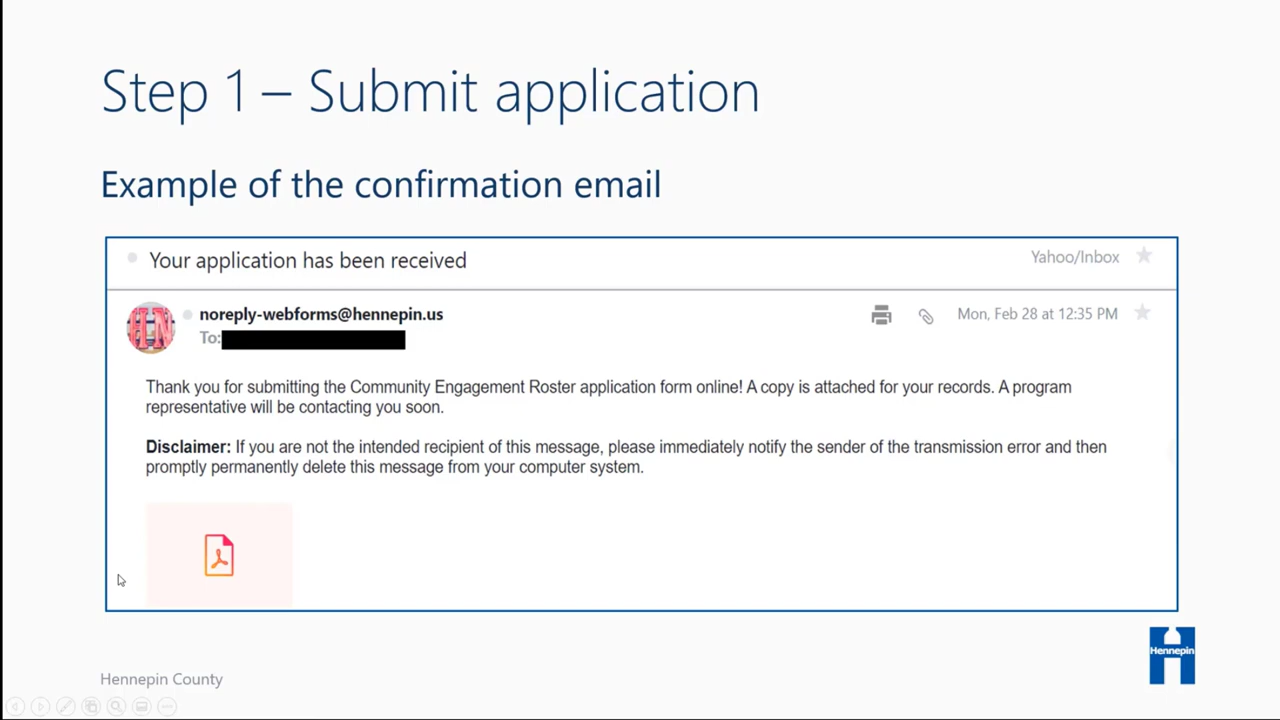 Step 1 – Submit application
Example of the confirmation email
Your application has been received
Yahoo/Inbox
noreply-webforms@hennepin.us
Mon, Feb 28 at 12:35 PM
To:
Thank you for submitting the Community Engagement Roster application form online! A copy is attached for your records. A program
representative will be contacting you soon.
Disclaimer: If you are not the intended recipient of this message, please immediately notify the sender of the transmission error and then
promptly permanently delete this message from your computer system.
Hennepin
Hennepin County